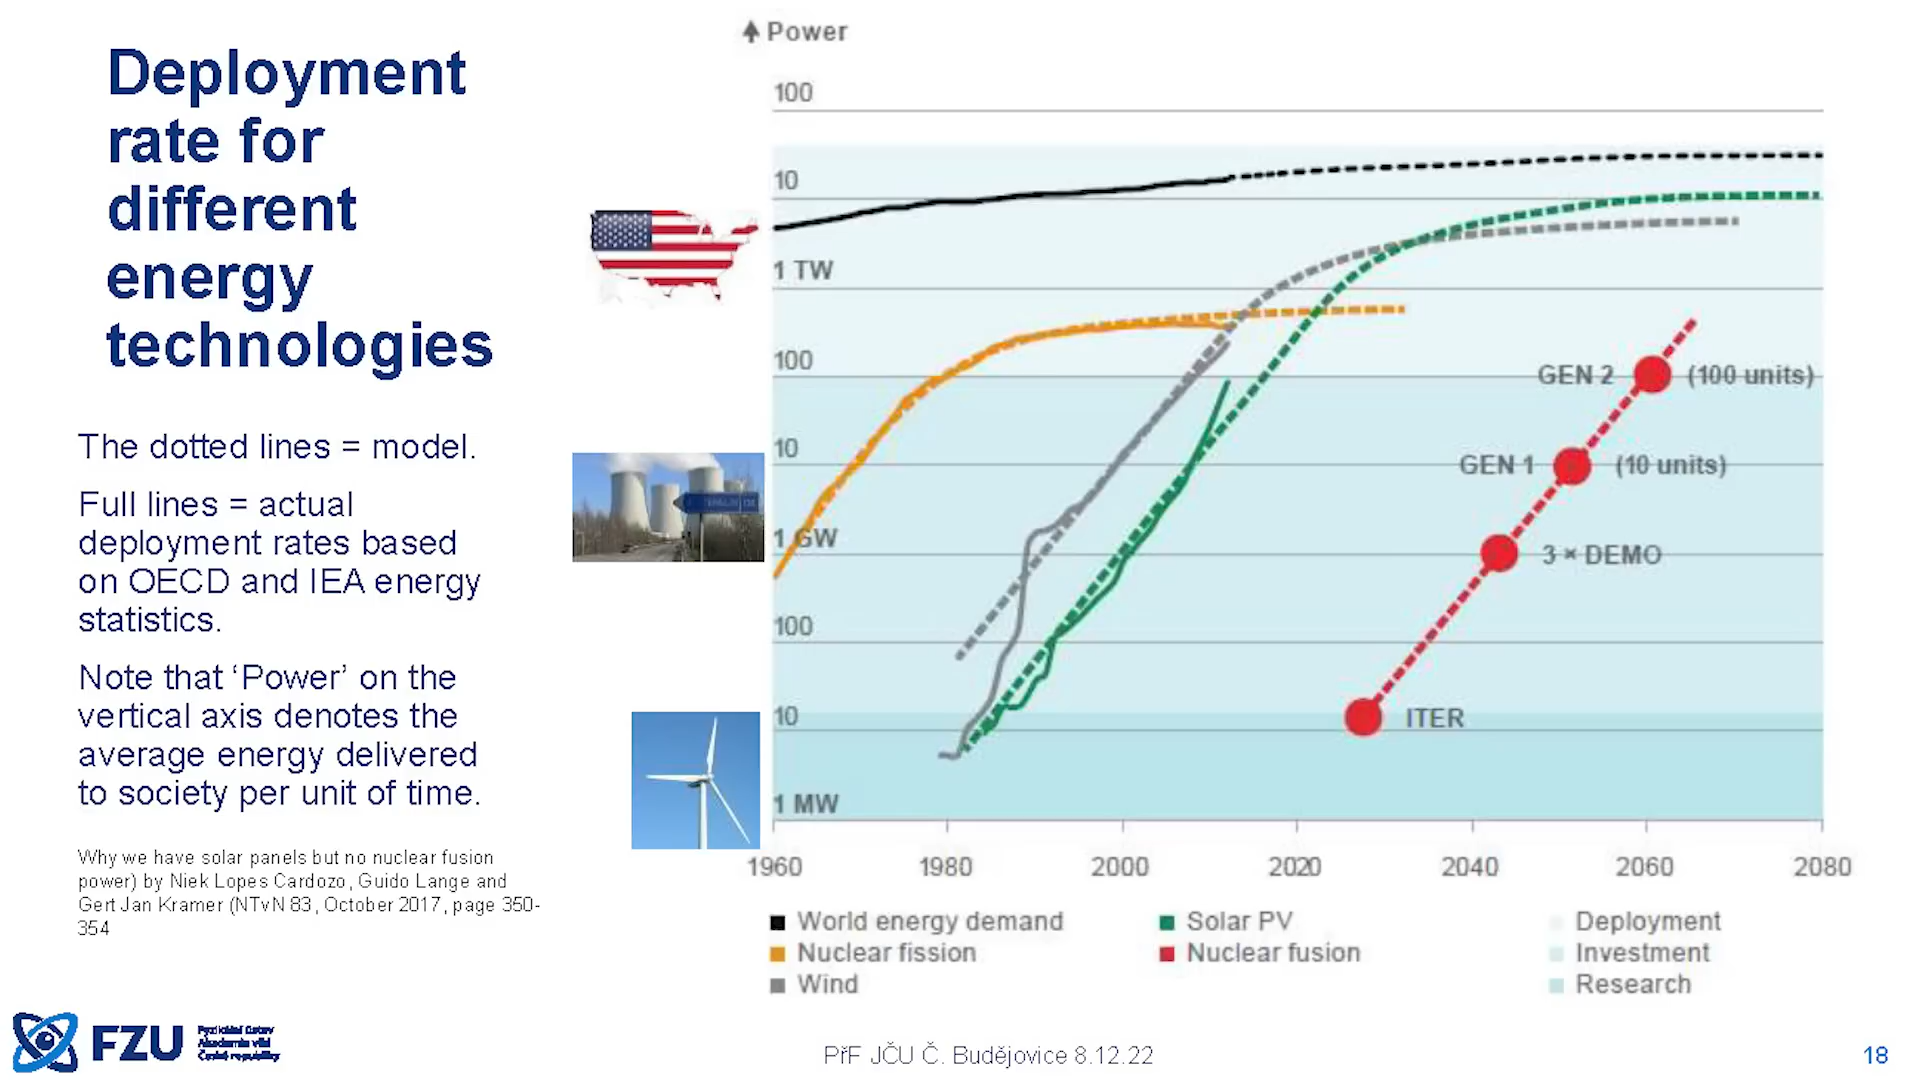 Deployment
rate for
different
energy
technologies
The dotted lines = model.
Full lines = actual
deployment rates based
on OECD and IEA energy
statistics.
Note that ‘Power’ on the
vertical axis denotes the
average energy delivered
to society per unit of time.
Why we have solar panels but no nuclear fusion
power) by Niek Lopes Cardozo, Guido Lange and
Gert Jan Kramer (NTvN 83, October 2017, page 350-
354
Power
100
10
1 TW
100
10
1 GW
100
10
1 MW
GEN 2 (100 units)
GEN 1 (10 units)
3 × DEMO
ITER
1960 1980 2000 2020 2040 2060 2080
World energy demand
Nuclear fission
Wind
Solar PV
Nuclear fusion
Deployment
Investment
Research
FZU
Fyzikální ústav
Akademie věd
České republiky
PřF JČU Č. Budějovice 8.12.22
18